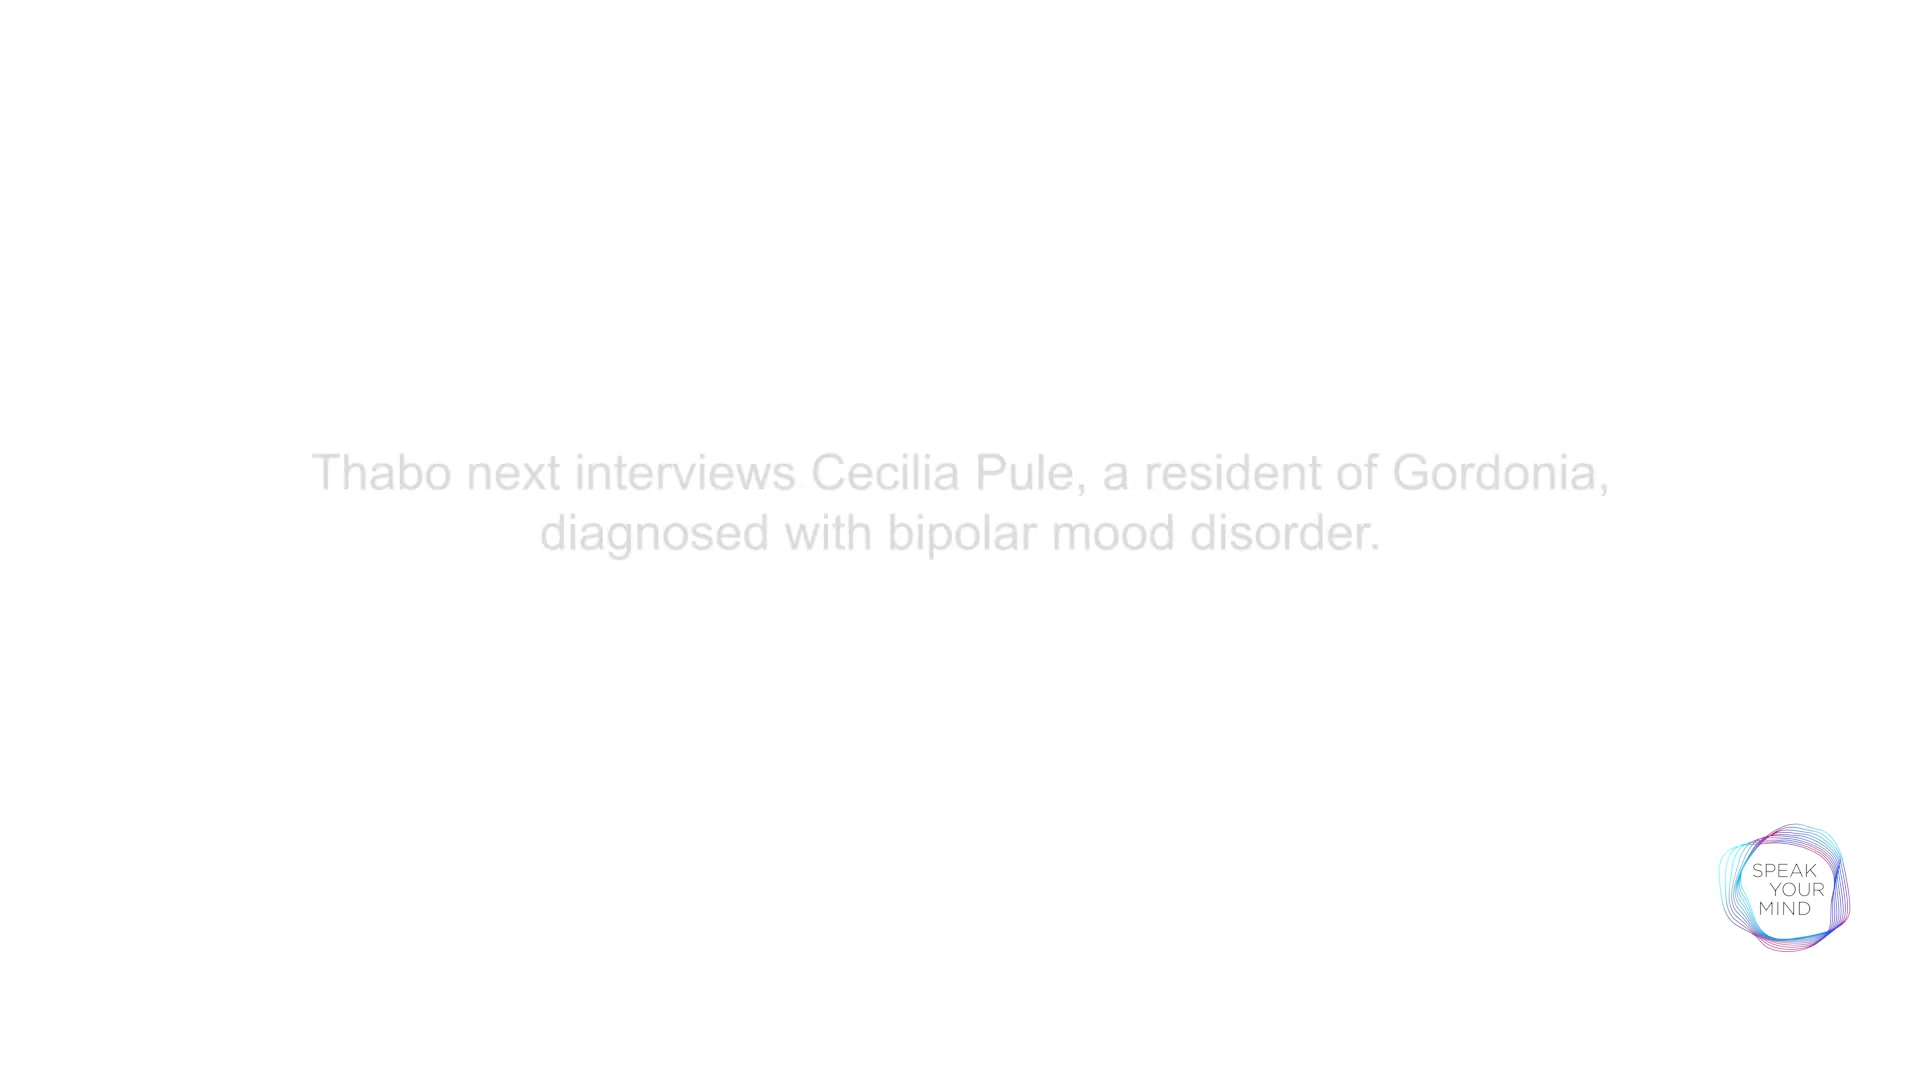 Thabo next interviews Cecilia Pule, a resident of Gordonia,
diagnosed with bipolar mood disorder.
SPEAK
YOUR
MIND